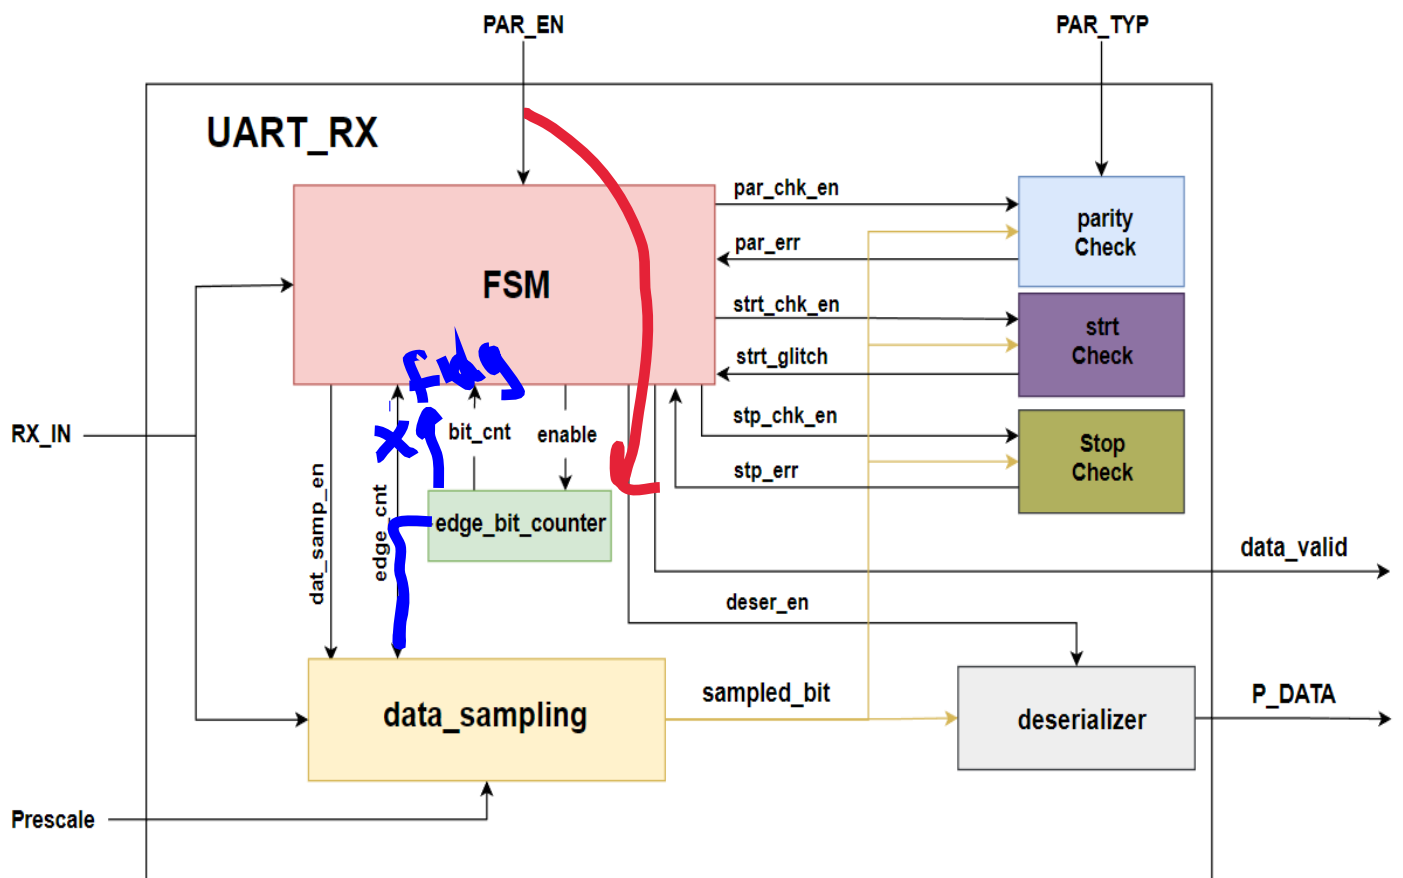 PAR_EN
PAR_TYP
UART_RX
par_chk_en
parity
Check
par_err
FSM
strt_chk_en
strt
Check
strt_glitch
RX_IN
bit_cnt
enable
stp_chk_en
Stop
Check
stp_err
dat_samp_en
edge_cnt
edge_bit_counter
data_valid
deser_en
data_sampling
sampled_bit
deserializer
P_DATA
Prescale